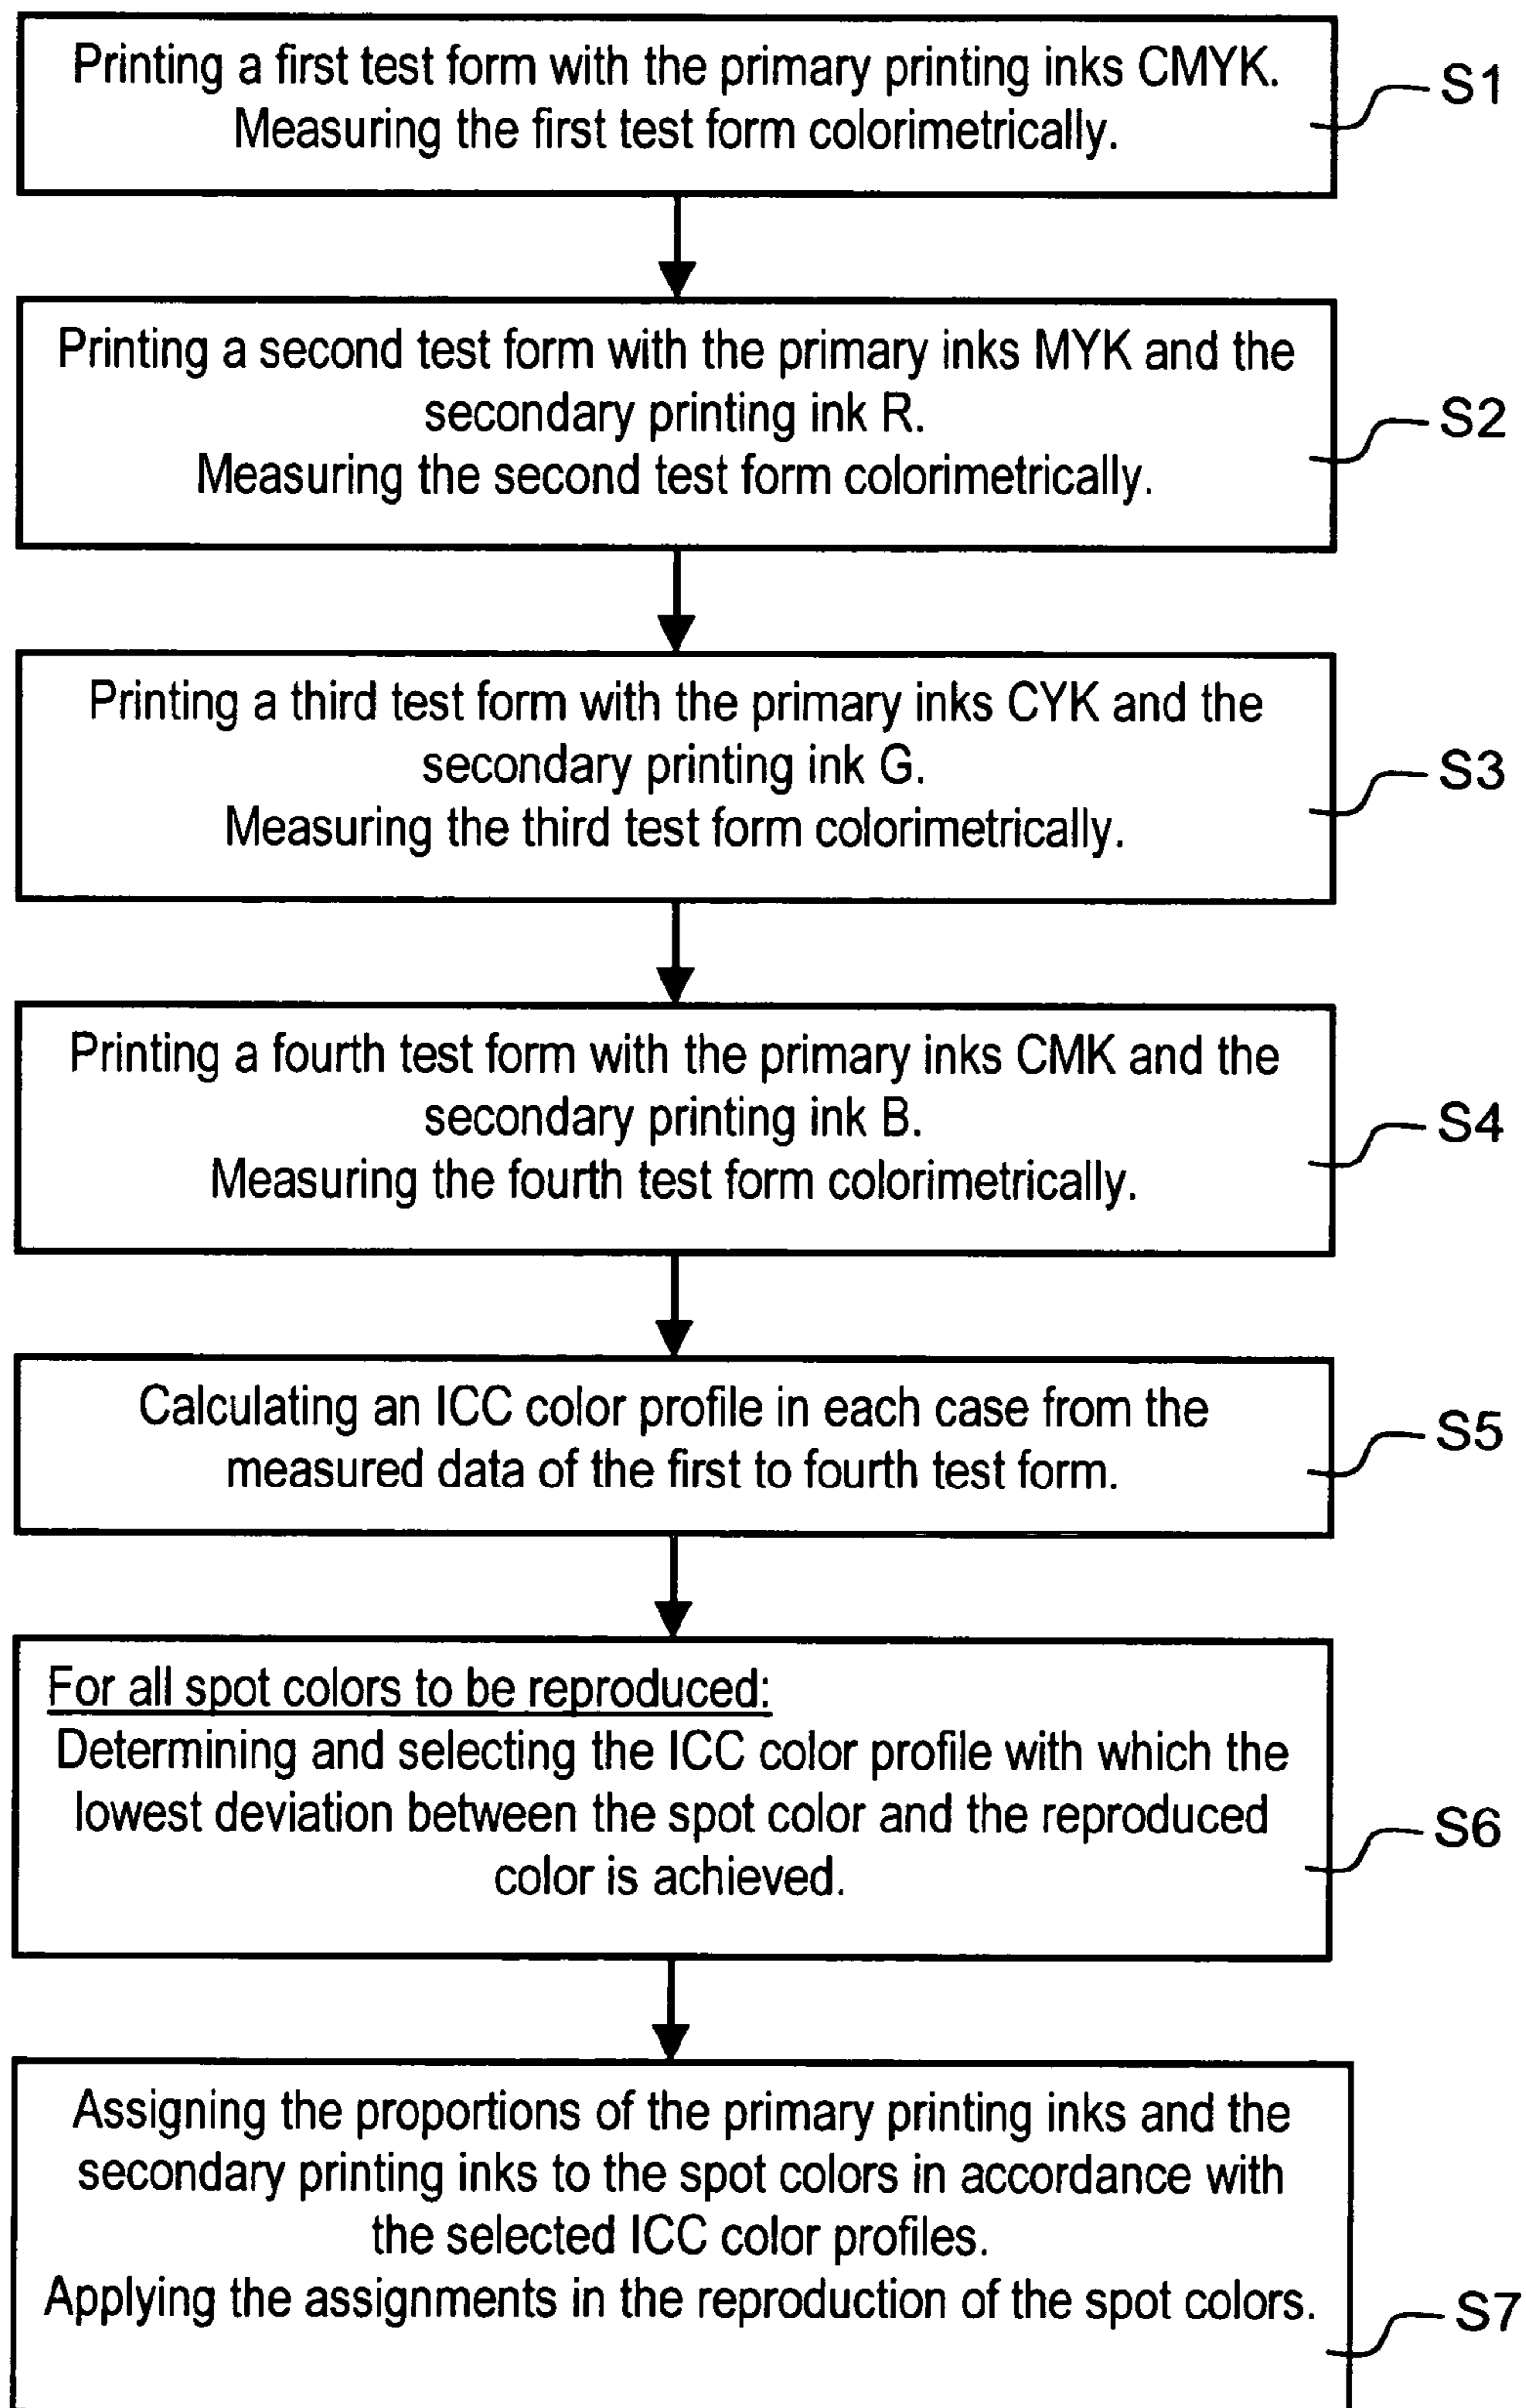 Printing a first test form with the primary printing inks CMYK.
Measuring the first test form colorimetrically.
S1
Printing a second test form with the primary inks MYK and the
secondary printing ink R.
Measuring the second test form colorimetrically.
S2
Printing a third test form with the primary inks CYK and the
secondary printing ink G.
Measuring the third test form colorimetrically.
S3
Printing a fourth test form with the primary inks CMK and the
secondary printing ink B.
Measuring the fourth test form colorimetrically.
S4
Calculating an ICC color profile in each case from the
measured data of the first to fourth test form.
S5
For all spot colors to be reproduced:
Determining and selecting the ICC color profile with which the
lowest deviation between the spot color and the reproduced
color is achieved.
S6
Assigning the proportions of the primary printing inks and the
secondary printing inks to the spot colors in accordance with
the selected ICC color profiles.
Applying the assignments in the reproduction of the spot colors.
S7